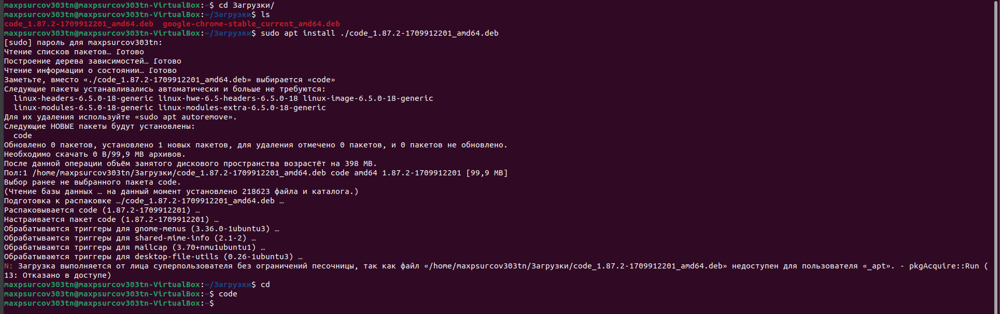 maxpsurcov303tn@maxpsurcov303tn-VirtualBox:~$ cd Загрузки/
maxpsurcov303tn@maxpsurcov303tn-VirtualBox:~/Загрузки$ ls
code_1.87.2-1709912201_amd64.deb  google-chrome-stable_current_amd64.deb
maxpsurcov303tn@maxpsurcov303tn-VirtualBox:~/Загрузки$ sudo apt install ./code_1.87.2-1709912201_amd64.deb
[sudo] пароль для maxpsurcov303tn:
Чтение списков пакетов… Готово
Построение дерева зависимостей… Готово
Чтение информации о состоянии… Готово
Заметьте, вместо «./code_1.87.2-1709912201_amd64.deb» выбирается «code»
Следующие пакеты устанавливались автоматически и больше не требуются:
  linux-headers-6.5.0-18-generic linux-hwe-6.5-headers-6.5.0-18 linux-image-6.5.0-18-generic
  linux-modules-6.5.0-18-generic linux-modules-extra-6.5.0-18-generic
Для их удаления используйте «sudo apt autoremove».
Следующие НОВЫЕ пакеты будут установлены:
  code
Обновлено 0 пакетов, установлено 1 новых пакетов, для удаления отмечено 0 пакетов, и 0 пакетов не обновлено.
Необходимо скачать 0 B/99,9 MB архивов.
После данной операции объём занятого дискового пространства возрастёт на 398 MB.
Пол:1 /home/maxpsurcov303tn/Загрузки/code_1.87.2-1709912201_amd64.deb code amd64 1.87.2-1709912201 [99,9 MB]
Выбор ранее не выбранного пакета code.
(Чтение базы данных … на данный момент установлено 218623 файла и каталога.)
Подготовка к распаковке …/code_1.87.2-1709912201_amd64.deb …
Распаковывается code (1.87.2-1709912201) …
Настраивается пакет code (1.87.2-1709912201) …
Обрабатываются триггеры для gnome-menus (3.36.0-1ubuntu3) …
Обрабатываются триггеры для shared-mime-info (2.1-2) …
Обрабатываются триггеры для mailcap (3.70+nmu1ubuntu1) …
Обрабатываются триггеры для desktop-file-utils (0.26-1ubuntu3) …
N: Загрузка выполняется от лица суперпользователя без ограничений песочницы, так как файл «/home/maxpsurcov303tn/Загрузки/code_1.87.2-1709912201_amd64.deb» недоступен для пользователя «_apt». - pkgAcquire::Run (
13: Отказано в доступе)
maxpsurcov303tn@maxpsurcov303tn-VirtualBox:~/Загрузки$ cd
maxpsurcov303tn@maxpsurcov303tn-VirtualBox:~$ code
maxpsurcov303tn@maxpsurcov303tn-VirtualBox:~$